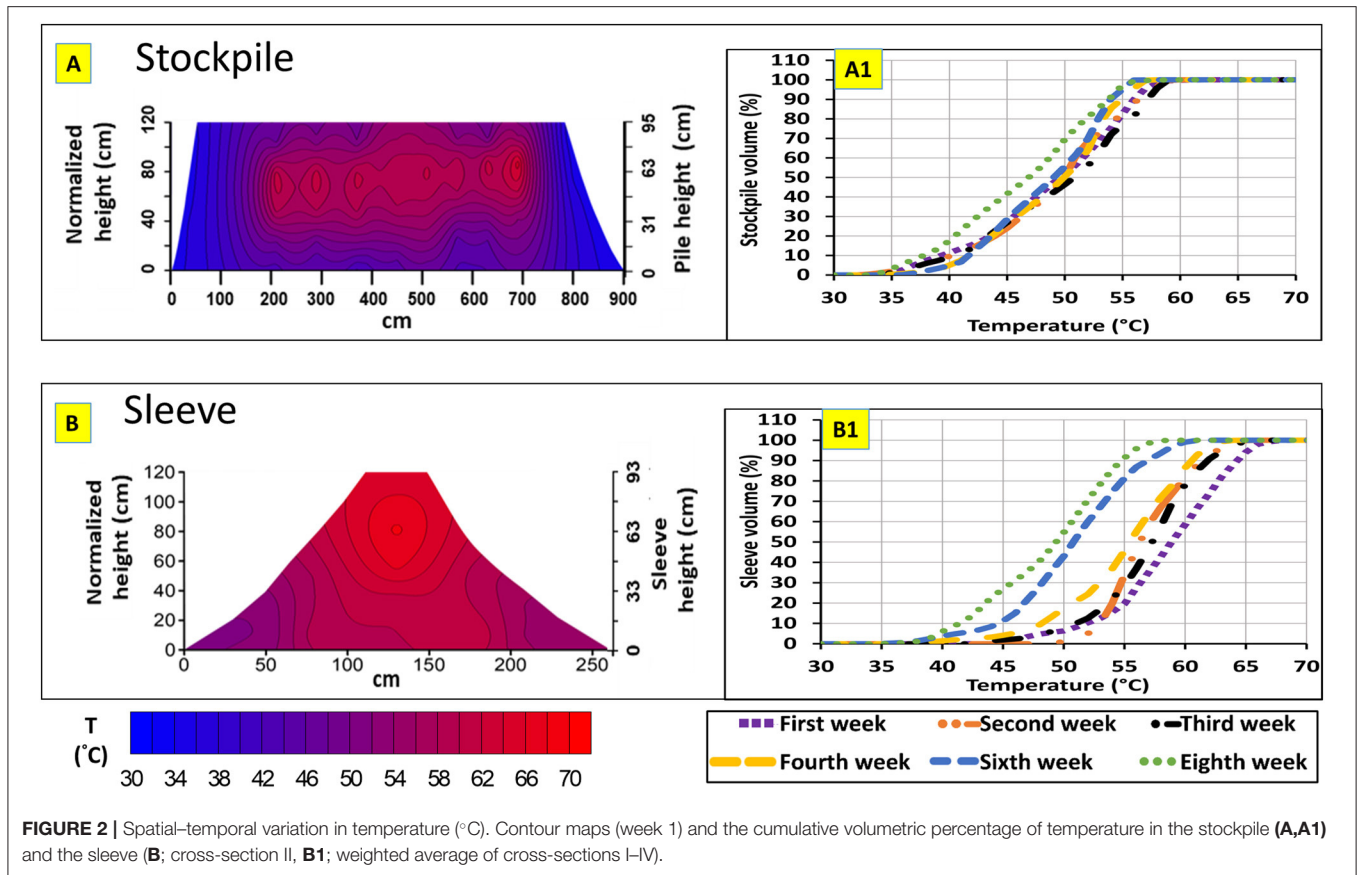 A Stockpile
Normalized height (cm)
120
80
40
0
95
63
31
0
Pile height (cm)
0 100 200 300 400 500 600 700 800 900
cm
A1
Stockpile volume (%)
110
100
90
80
70
60
50
40
30
20
10
0
30 35 40 45 50 55 60 65 70
Temperature (°C)
B Sleeve
Normalized height (cm)
120
100
80
60
40
20
0
93
63
33
0
Sleeve height (cm)
0 50 100 150 200 250
cm
B1
Sleeve volume (%)
110
100
90
80
70
60
50
40
30
20
10
0
30 35 40 45 50 55 60 65 70
Temperature (°C)
T (°C)
30 34 38 42 46 50 54 58 62 66 70
First week Second week Third week
Fourth week Sixth week Eighth week
FIGURE 2 | Spatial–temporal variation in temperature (°C). Contour maps (week 1) and the cumulative volumetric percentage of temperature in the stockpile (A,A1)
and the sleeve (B; cross-section II, B1; weighted average of cross-sections I–IV).